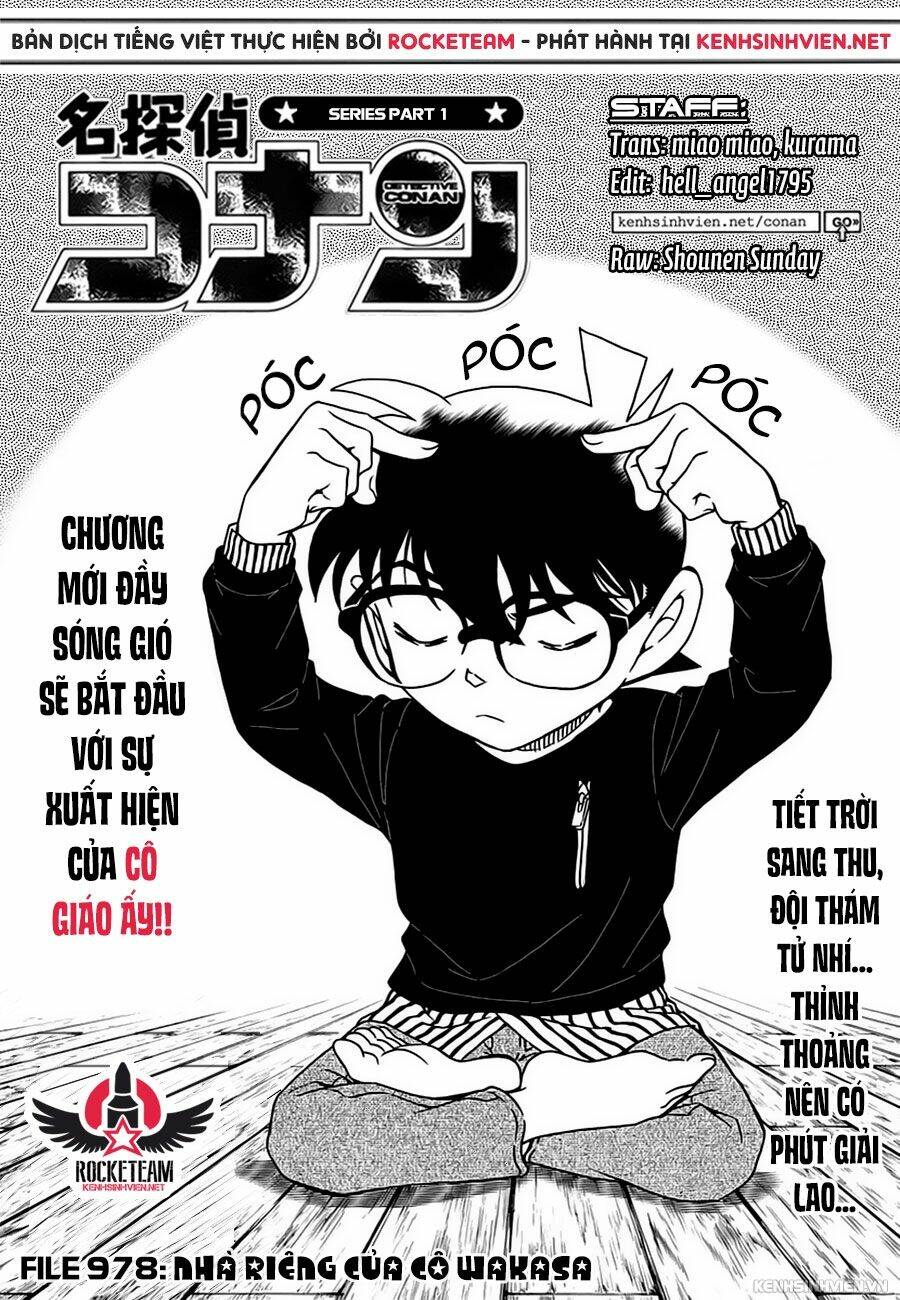 BẢN DỊCH TIẾNG VIỆT THỰC HIỆN BỞI ROCKETEAM - PHÁT HÀNH TẠI KENHSINHVIEN.NET
名探偵
SERIES PART 1
コナン
DETECTIVE
CONAN
STAFF:
Trans: miao miao, kurama
Edit: hell_angel1795
kenhsinhvien.net/conan GO»
Raw: Shounen Sunday
PÓC
PÓC
PÓC
CHƯƠNG
MỚI ĐẦY
SÓNG GIÓ
SẼ BẮT ĐẦU
VỚI SỰ
XUẤT HIỆN
CỦA CÔ
GIÁO ẤY!!
TIẾT TRỜI
SANG THU,
ĐỘI THÁM
TỬ NHÍ...
THỈNH
THOẢNG
NÊN CÓ
PHÚT GIẢI
LAO...
ROCKETEAM
KENHSINHVIEN.NET
FILE 978: NHÀ RIÊNG CỦA CÔ WAKASA
KENHSINHVIEN.VN